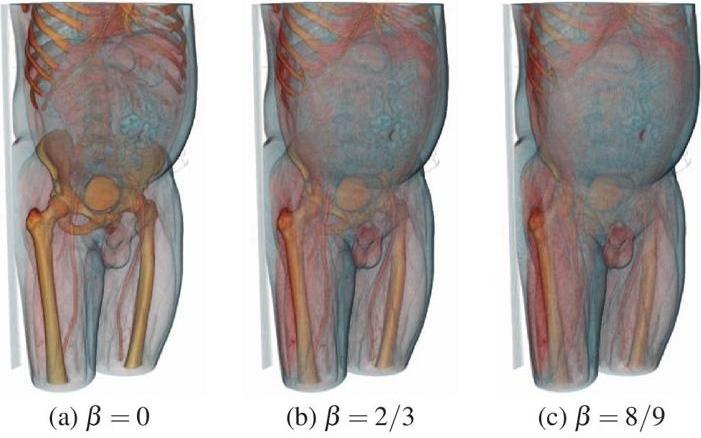 (a) β = 0 (b) β = 2/3 (c) β = 8/9